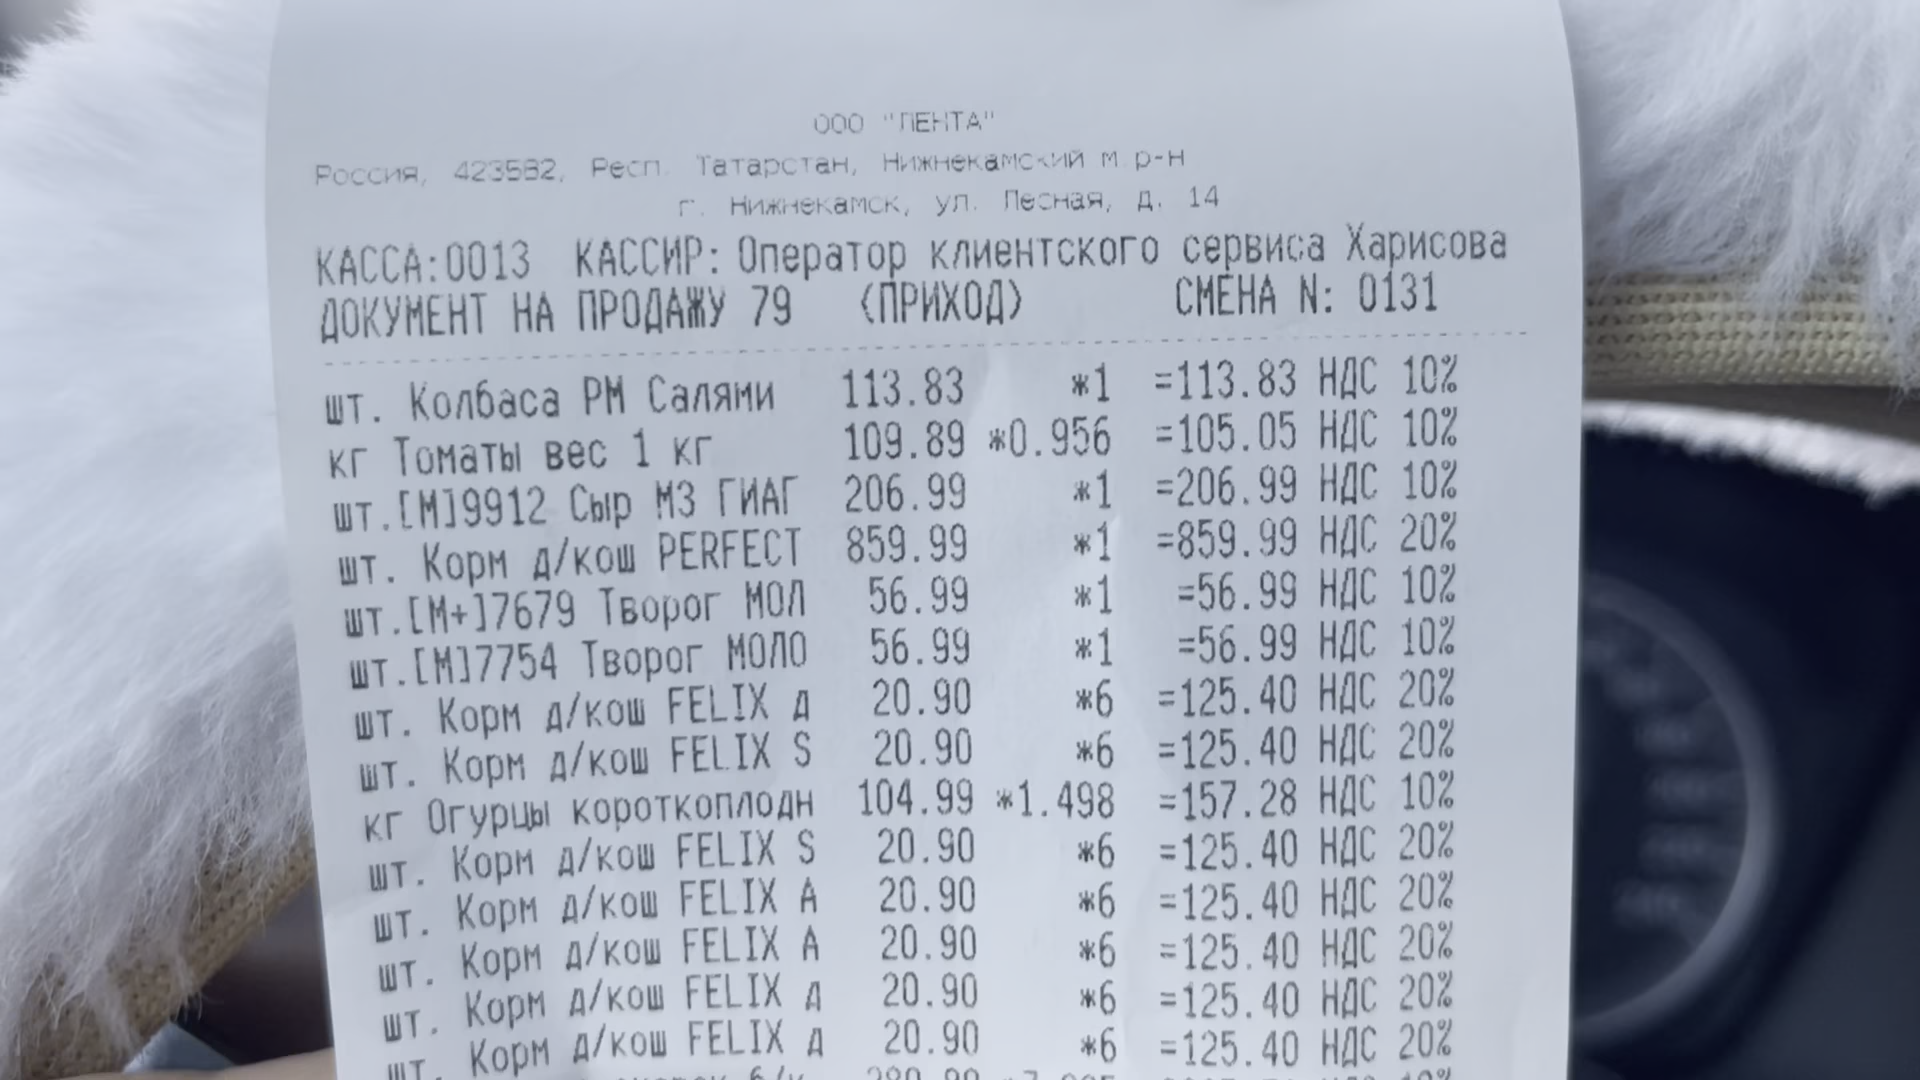 ООО "ЛЕНТА"
Россия, 423582, Респ. Татарстан, Нижнекамский м.р-н
г. Нижнекамск, ул. Лесная, д. 14
КАССА:0013 КАССИР: Оператор клиентского сервиса Харисова
ДОКУМЕНТ НА ПРОДАЖУ 79 (ПРИХОД) СМЕНА N: 0131
шт. Колбаса РМ Салями 113.83 *1 =113.83 НДС 10%
кг Томаты вес 1 кг 109.89 *0.956 =105.05 НДС 10%
шт.[М]9912 Сыр МЗ ГИАГ 206.99 *1 =206.99 НДС 10%
шт. Корм д/кош PERFECT 859.99 *1 =859.99 НДС 20%
шт.[М+]7679 Творог МОЛ 56.99 *1 =56.99 НДС 10%
шт.[М]7754 Творог МОЛО 56.99 *1 =56.99 НДС 10%
шт. Корм д/кош FELIX д 20.90 *6 =125.40 НДС 20%
шт. Корм д/кош FELIX S 20.90 *6 =125.40 НДС 20%
кг Огурцы короткоплодн 104.99 *1.498 =157.28 НДС 10%
шт. Корм д/кош FELIX S 20.90 *6 =125.40 НДС 20%
шт. Корм д/кош FELIX A 20.90 *6 =125.40 НДС 20%
шт. Корм д/кош FELIX A 20.90 *6 =125.40 НДС 20%
шт. Корм д/кош FELIX д 20.90 *6 =125.40 НДС 20%
шт. Корм д/кош FELIX д 20.90 *6 =125.40 НДС 20%